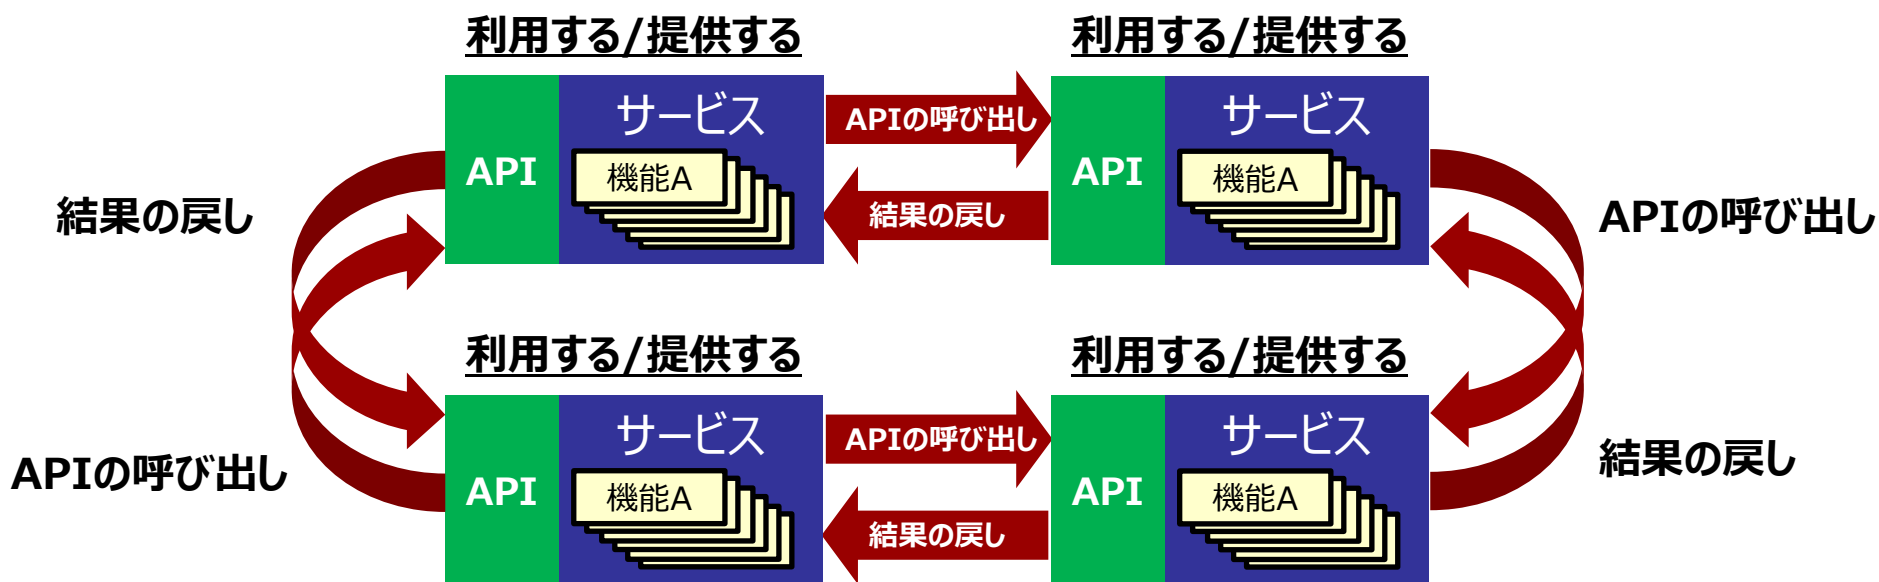 利用する/提供する
利用する/提供する
API
サービス
機能A
APIの呼び出し
結果の戻し
API
サービス
機能A
結果の戻し
APIの呼び出し
利用する/提供する
利用する/提供する
API
サービス
機能A
APIの呼び出し
結果の戻し
API
サービス
機能A
APIの呼び出し
結果の戻し